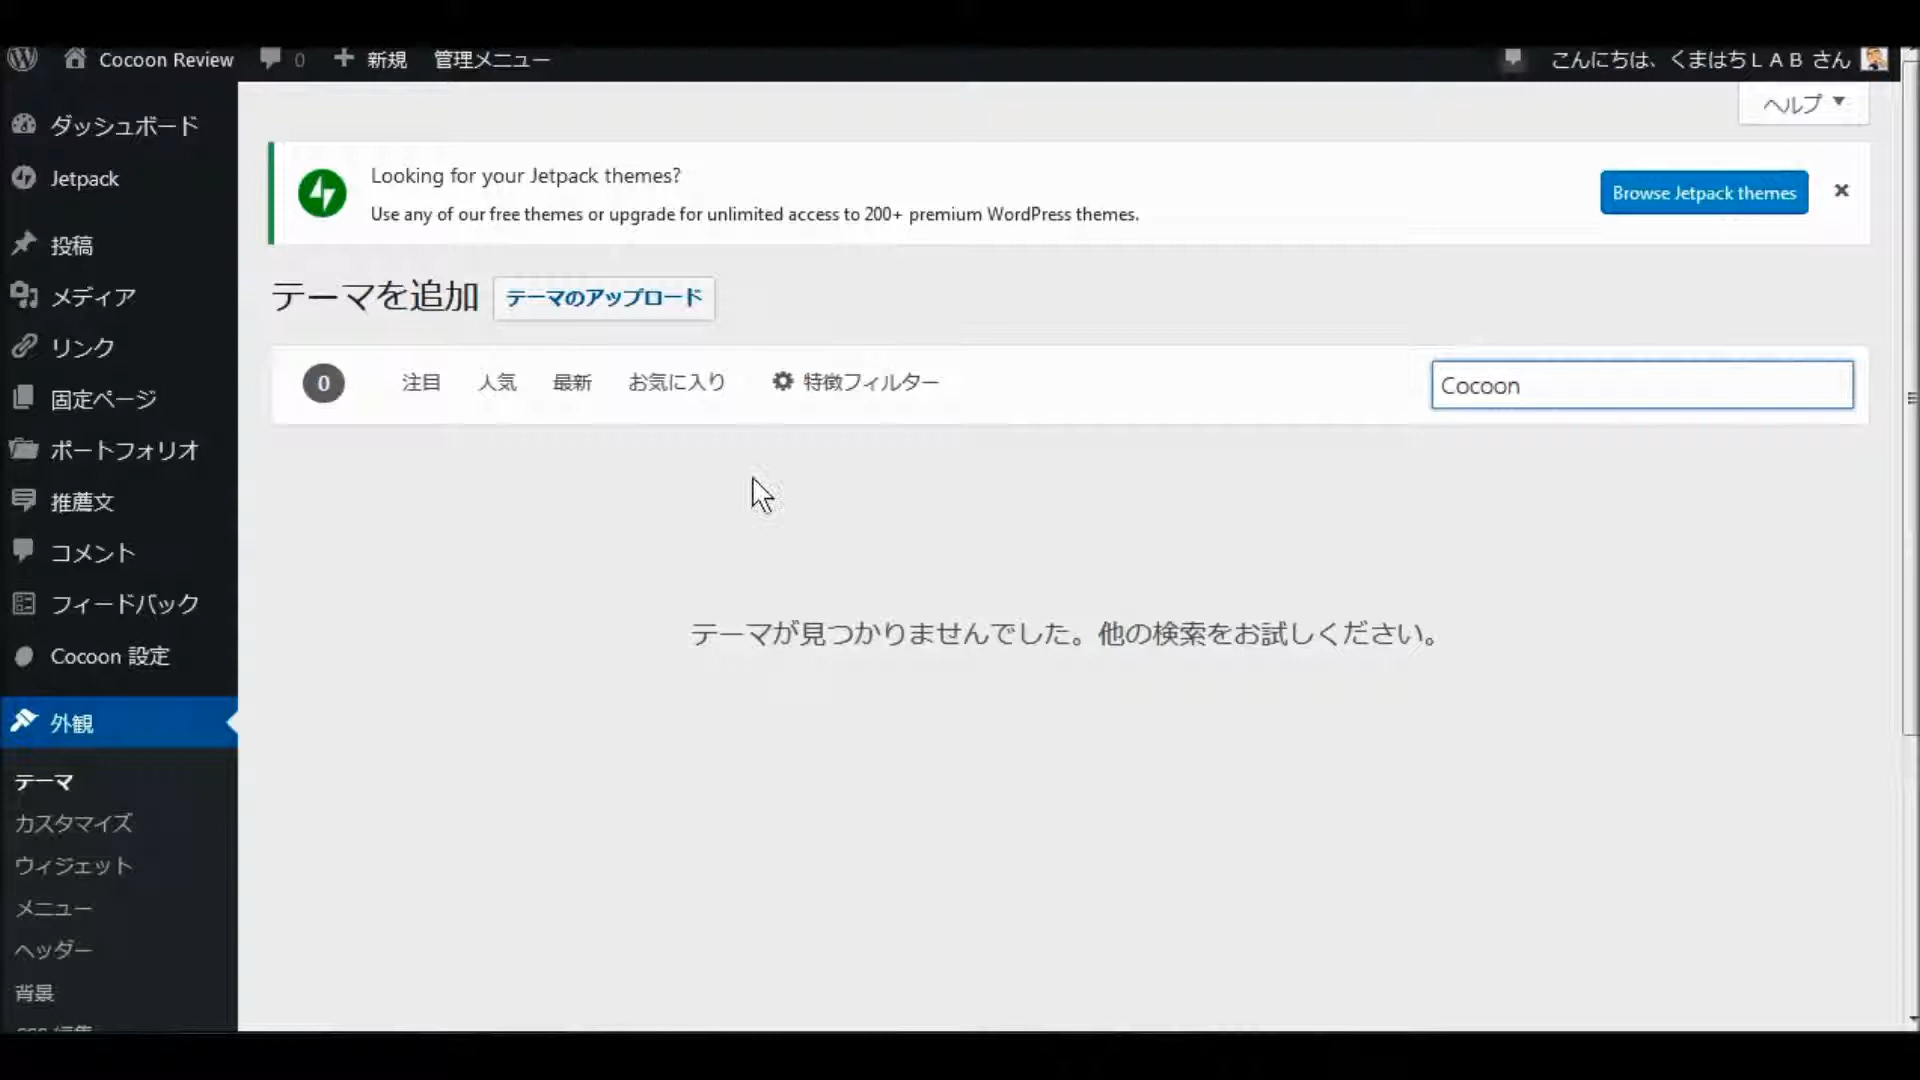 Cocoon Review 0 新規 管理メニュー こんにちは、くまはちＬＡＢ さん
ヘルプ
ダッシュボード
Jetpack
投稿
メディア
リンク
固定ページ
ポートフォリオ
推薦文
コメント
フィードバック
Cocoon 設定
外観
テーマ
カスタマイズ
ウィジェット
メニュー
ヘッダー
背景
Looking for your Jetpack themes?
Use any of our free themes or upgrade for unlimited access to 200+ premium WordPress themes.
Browse Jetpack themes
テーマを追加 テーマのアップロード
0 注目 人気 最新 お気に入り 特徴フィルター Cocoon
テーマが見つかりませんでした。他の検索をお試しください。